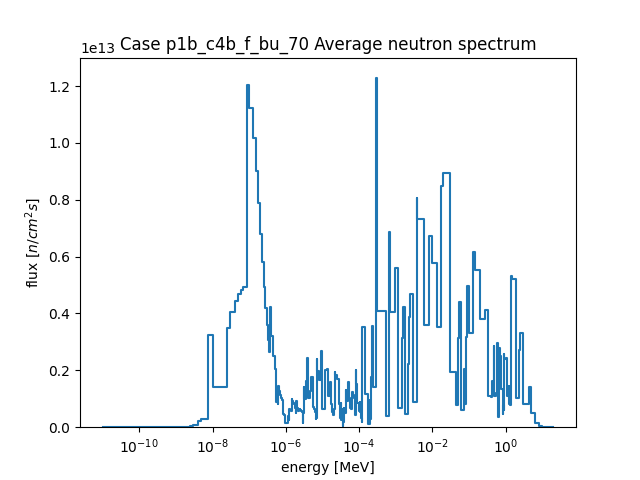 Case p1b_c4b_f_bu_70 Average neutron spectrum
1e13
1.2
1.0
0.8
0.6
0.4
0.2
0.0
flux [n/cm²s]
10⁻¹⁰ 10⁻⁸ 10⁻⁶ 10⁻⁴ 10⁻² 10⁰
energy [MeV]